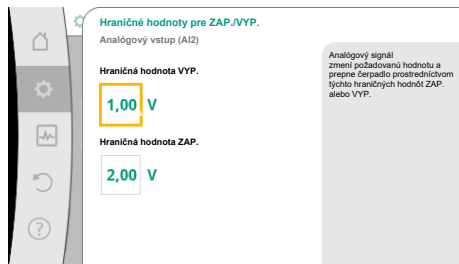 Hraničné hodnoty pre ZAP./VYP.
Analógový vstup (AI2)
Hraničná hodnota VYP.
1,00 V
Hraničná hodnota ZAP.
2,00 V
Analógový signál
zmení požadovanú hodnotu a
prepne čerpadlo prostredníctvom
týchto hraničných hodnôt ZAP.
alebo VYP.
?